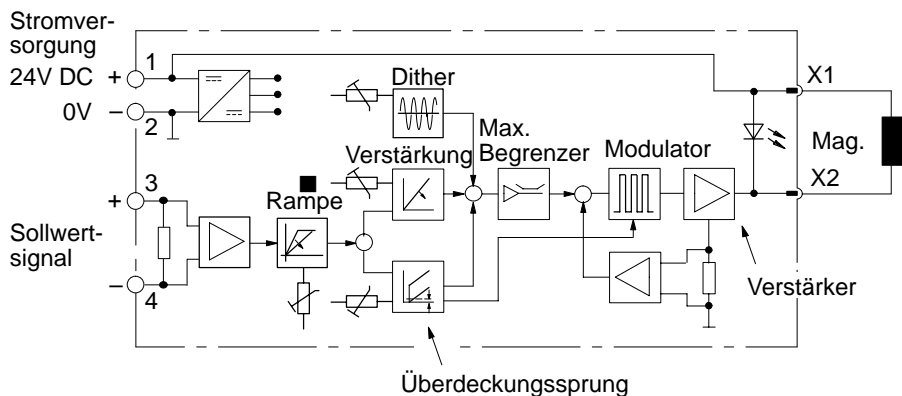 Stromver-
sorgung
24V DC + 1
0V − 2
Dither
X1
Max.
Begrenzer
Verstärkung
Modulator
Mag.
X2
3
+
Rampe
Sollwert-
signal
− 4
Verstärker
Überdeckungssprung